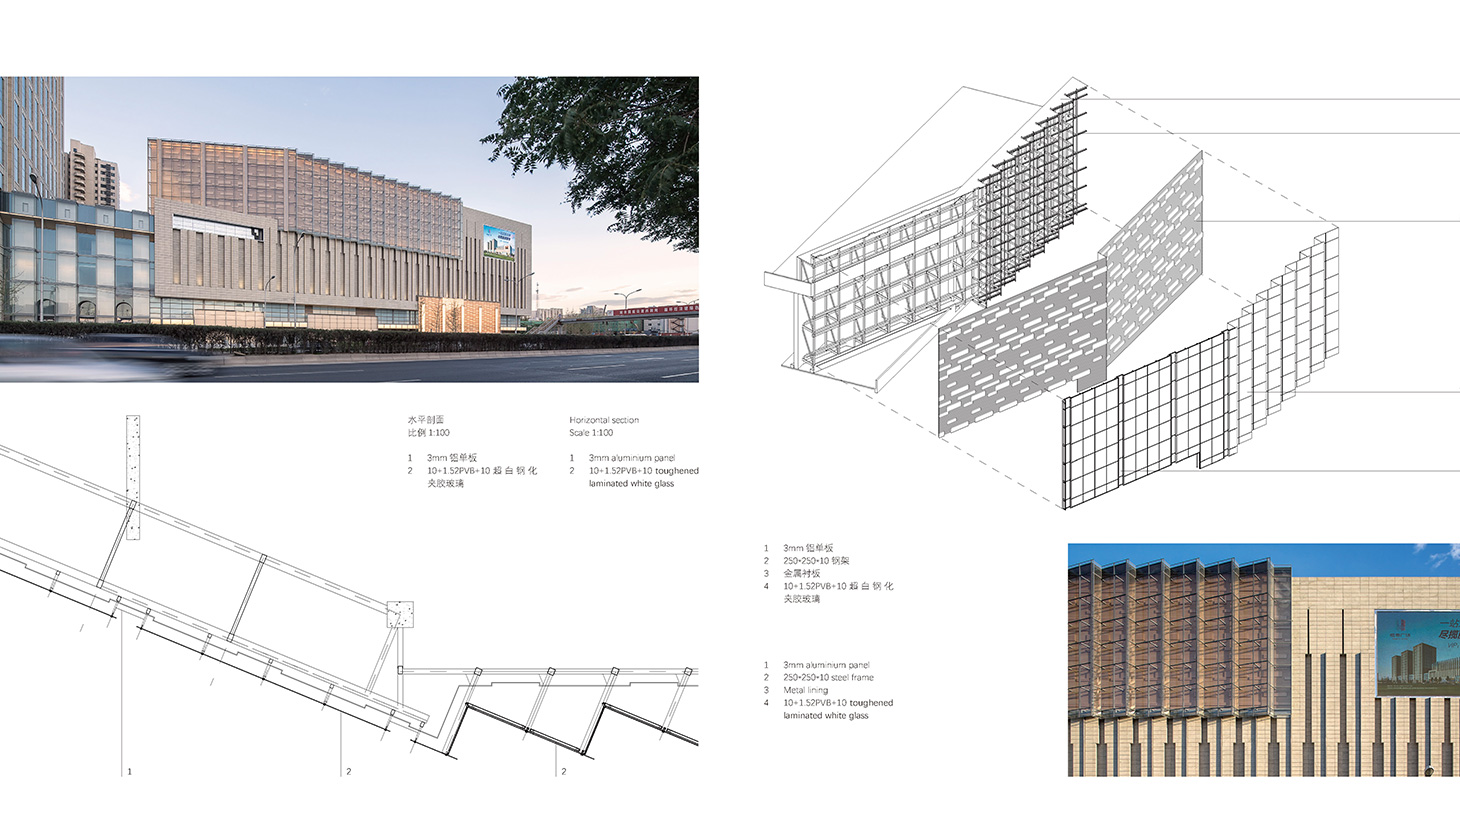 水平剖面
比例 1:100
1 3mm 铝单板
2 10+1.52PVB+10 超 白 钢 化
夹胶玻璃
Horizontal section
Scale 1:100
1 3mm aluminium panel
2 10+1.52PVB+10 toughened
laminated white glass
1
2
2
1 3mm 铝单板
2 250*250*10 钢架
3 金属衬板
4 10+1.52PVB+10 超 白 钢 化
夹胶玻璃
1 3mm aluminium panel
2 250*250*10 steel frame
3 Metal lining
4 10+1.52PVB+10 toughened
laminated white glass
一站